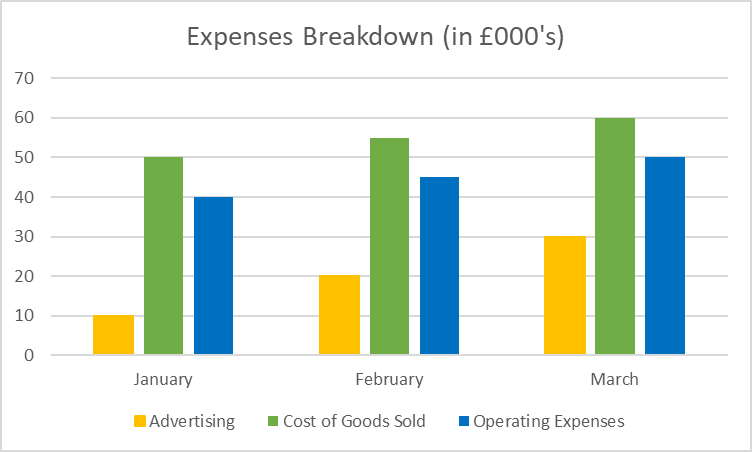 Expenses Breakdown (in £000's)
70
60
50
40
30
20
10
0
January February March
Advertising Cost of Goods Sold Operating Expenses